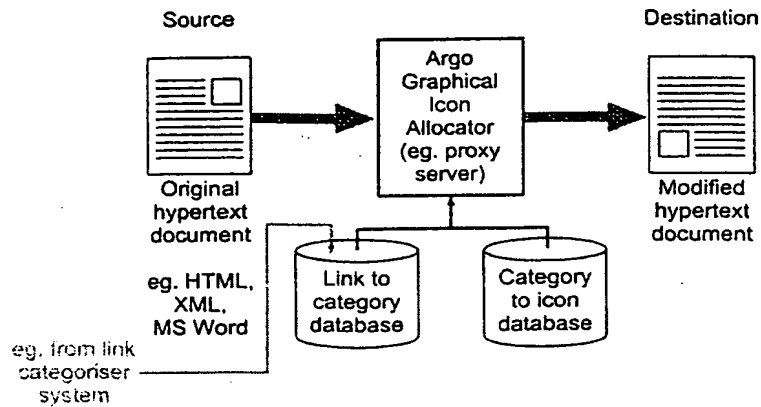 Source
Destination
Argo
Graphical
Icon
Allocator
(eg. proxy
server)
Original
hypertext
document
Modified
hypertext
document
eg. HTML,
XML,
MS Word
Link to
category
database
Category
to icon
database
eg. from link
categoriser
system